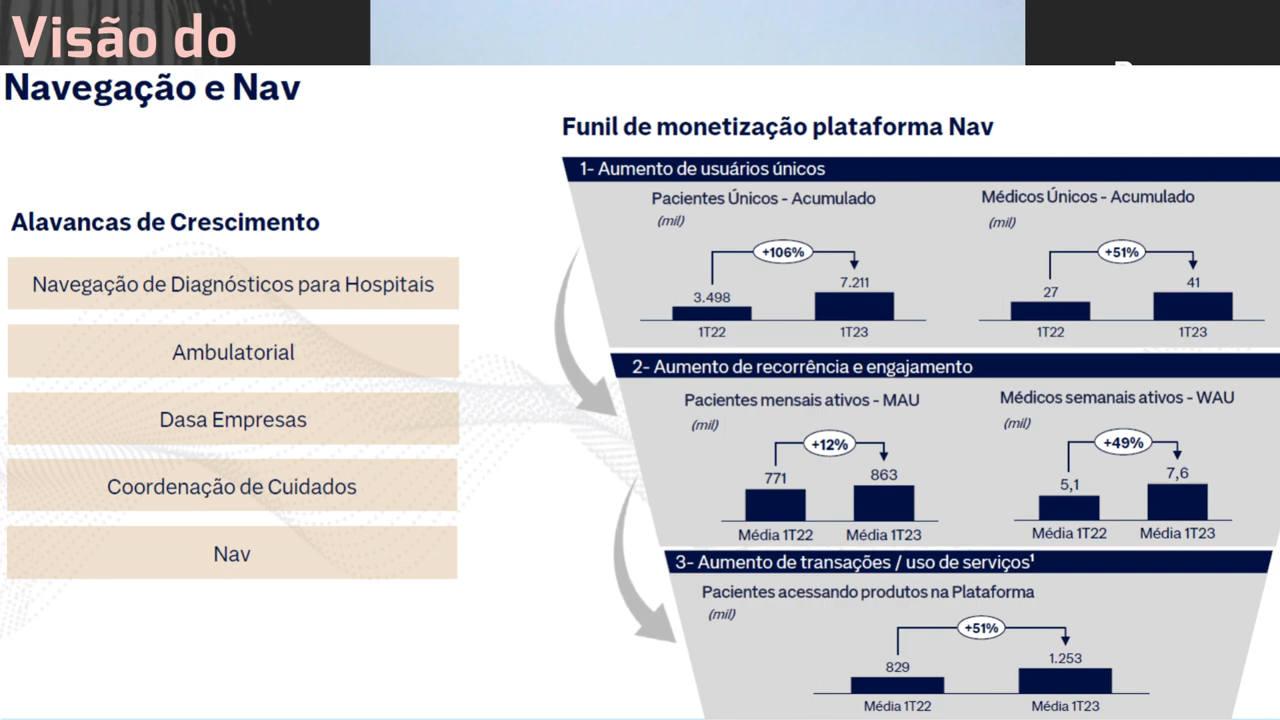 Visão do
Navegação e Nav
Alavancas de Crescimento
Navegação de Diagnósticos para Hospitais
Ambulatorial
Dasa Empresas
Coordenação de Cuidados
Nav
Funil de monetização plataforma Nav
1- Aumento de usuários únicos
Pacientes Únicos - Acumulado
(mil)
+106%
3.498
7.211
1T22
1T23
Médicos Únicos - Acumulado
(mil)
+51%
27
41
1T22
1T23
2- Aumento de recorrência e engajamento
Pacientes mensais ativos - MAU
(mil)
+12%
771
863
Média 1T22
Média 1T23
Médicos semanais ativos - WAU
(mil)
+49%
5,1
7,6
Média 1T22
Média 1T23
3- Aumento de transações / uso de serviços¹
Pacientes acessando produtos na Plataforma
(mil)
+51%
829
1.253
Média 1T22
Média 1T23